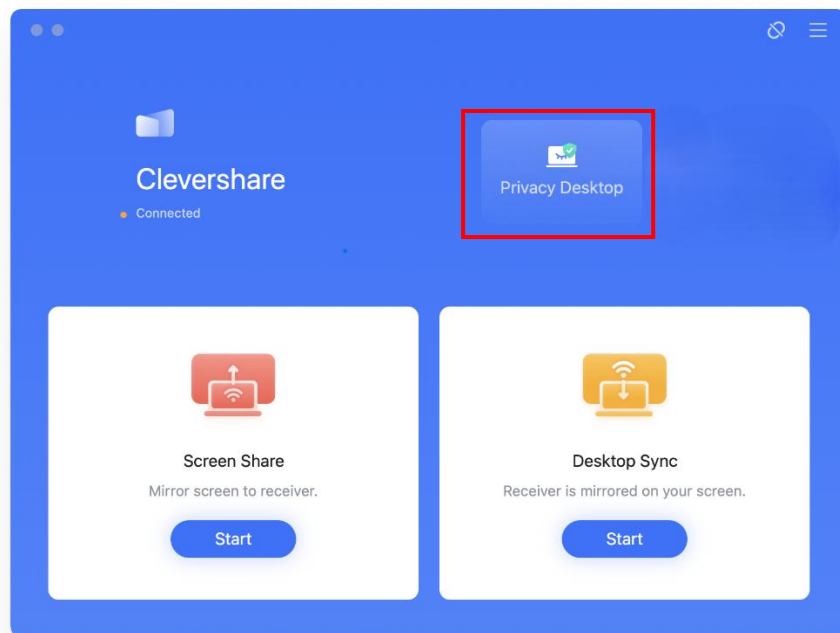 Clevershare
Connected
Privacy Desktop
Screen Share
Mirror screen to receiver.
Start
Desktop Sync
Receiver is mirrored on your screen.
Start